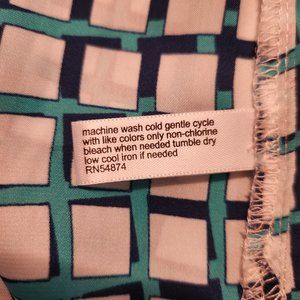 machine wash cold gentle cycle
with like colors only non-chlorine
bleach when needed tumble dry
low cool iron if needed
RN54874